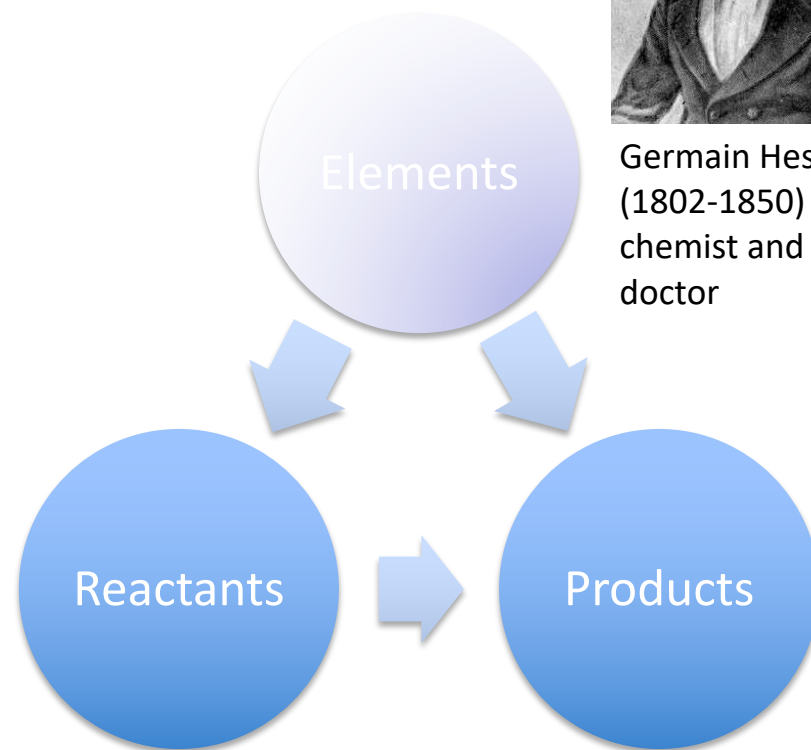 Elements
Germain Hes
(1802-1850)
chemist and
doctor
Reactants
Products